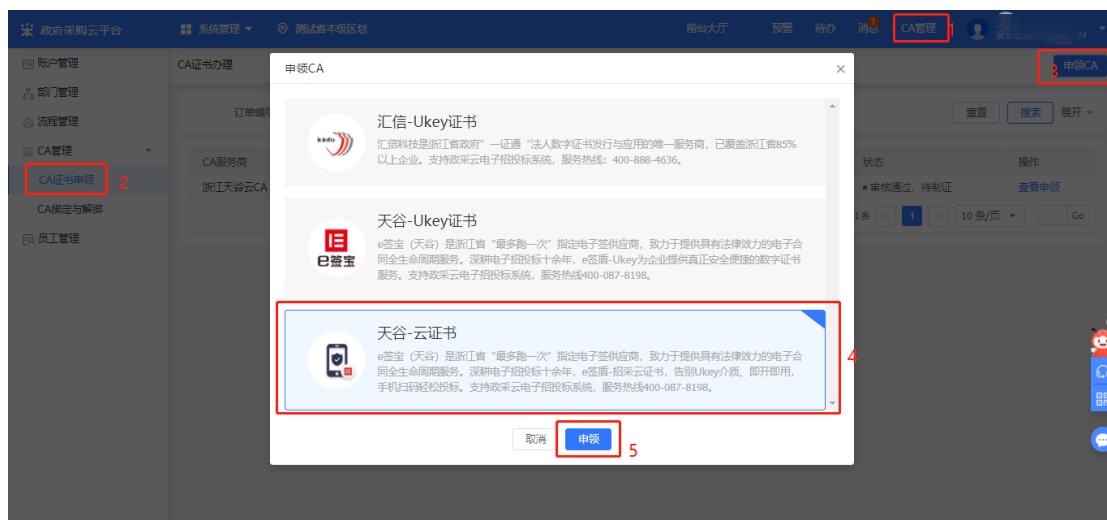 政府采购云平台
系统管理
测试省本级区划
前台大厅
预警
待办
消息
CA管理
1
账户管理
部门管理
流程管理
CA管理
CA证书申领
2
CA绑定与解绑
员工管理
CA证书办理
申领CA
3
订单编号
重置
搜索
展开
CA服务商
状态
操作
浙江天谷云CA
审核通过，待制证
查看申领
1条
1
10 条/页
Go
申领CA
汇信-Ukey证书
汇信科技是浙江省政府“一证通”法人数字证书发行与应用的唯一服务商，已覆盖浙江省85%
以上企业。支持政采云电子招投标系统，服务热线：400-888-4636。
天谷-Ukey证书
e签宝
e签宝（天谷）是浙江省“最多跑一次”指定电子签供应商，致力于提供具有法律效力的电子合
同全生命周期服务。深耕电子招投标十余年，e签盾-Ukey为企业提供真正安全便捷的数字证书
服务。支持政采云电子招投标系统，服务热线400-087-8198。
天谷-云证书
e签宝（天谷）是浙江省“最多跑一次”指定电子签供应商，致力于提供具有法律效力的电子合
同全生命周期服务。深耕电子招投标十余年，e签盾-招采云证书，告别Ukey介质、即开即用，
手机扫码轻松投标。支持政采云电子招投标系统，服务热线400-087-8198。
4
取消
申领
5